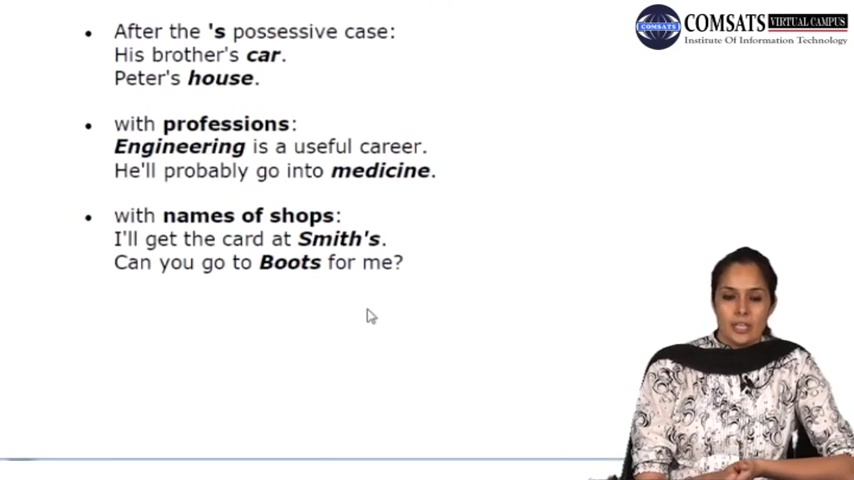 COMSATS VIRTUAL CAMPUS
Institute Of Information Technology
• After the 's possessive case:
His brother's car.
Peter's house.
• with professions:
Engineering is a useful career.
He'll probably go into medicine.
• with names of shops:
I'll get the card at Smith's.
Can you go to Boots for me?